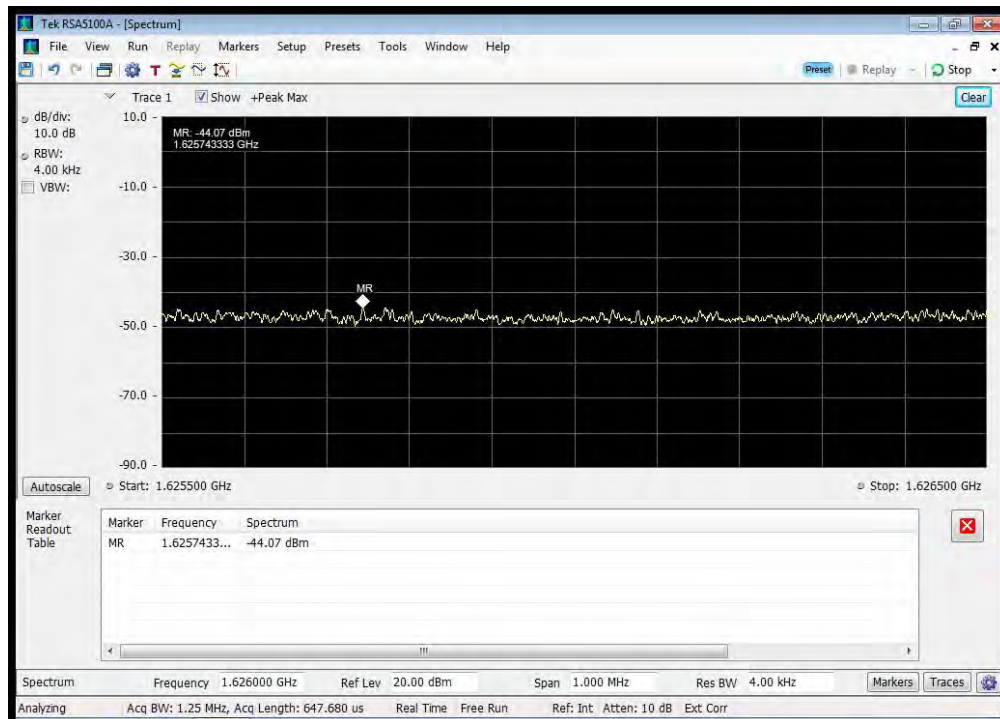 Tek RSA5100A - [Spectrum]
File View Run Replay Markers Setup Presets Tools Window Help
Preset Replay Stop
Trace 1 Show +Peak Max Clear
dB/div:
10.0 dB
RBW:
4.00 kHz
VBW:
10.0
-10.0
-30.0
-50.0
-70.0
-90.0
MR: -44.07 dBm
1.625743333 GHz
MR
Autoscale Start: 1.625500 GHz Stop: 1.626500 GHz
Marker
Readout
Table
Marker Frequency Spectrum
MR 1.6257433... -44.07 dBm
Spectrum Frequency 1.626000 GHz Ref Lev 20.00 dBm Span 1.000 MHz Res BW 4.00 kHz Markers Traces
Analyzing Acq BW: 1.25 MHz, Acq Length: 647.680 us Real Time Free Run Ref: Int Atten: 10 dB Ext Corr